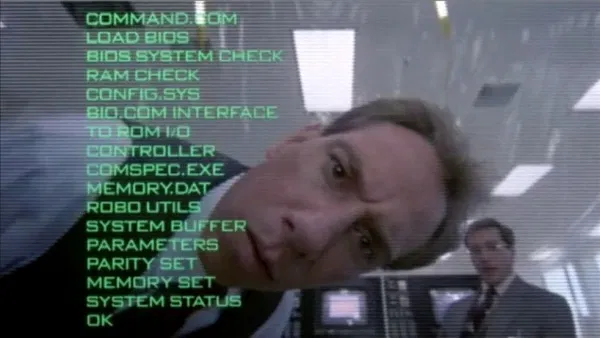 COMMAND.COM
LOAD BIOS
BIOS SYSTEM CHECK
RAM CHECK
CONFIG.SYS
BIO.COM INTERFACE
TO ROM I/O
CONTROLLER
COMSPEC.EXE
MEMORY.DAT
ROBO UTILS
SYSTEM BUFFER
PARAMETERS
PARITY SET
MEMORY SET
SYSTEM STATUS
OK